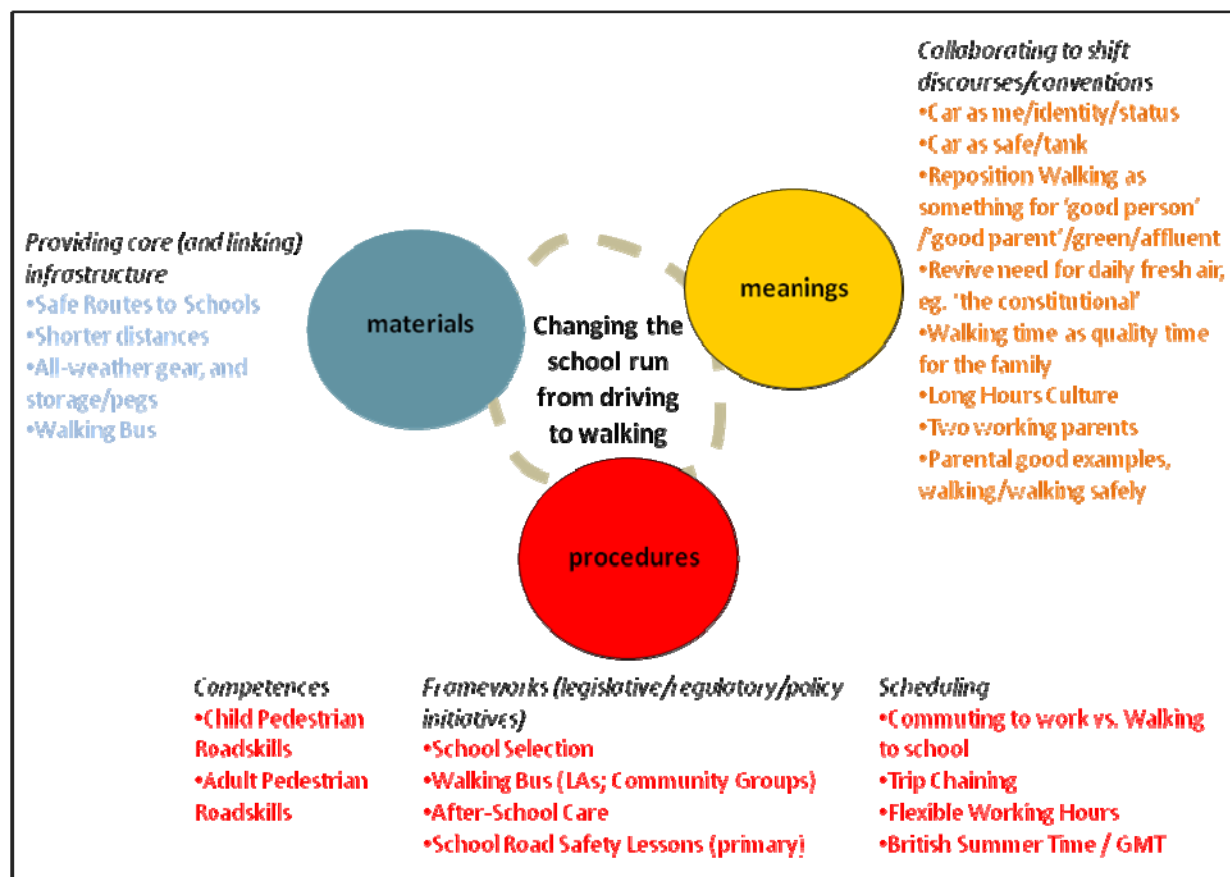 Collaborating to shift
discourses/conventions
•Car as me/identity/status
•Car as safe/tank
•Reposition Walking as
something for ‘good person’
/‘good parent’/green/affluent
•Revive need for daily fresh air,
eg. ‘the constitutional’
•Walking time as quality time
for the family
•Long Hours Culture
•Two working parents
•Parental good examples,
walking/walking safely
Providing core (and linking)
infrastructure
•Safe Routes to Schools
•Shorter distances
•All-weather gear, and
storage/pegs
•Walking Bus
materials
meanings
Changing the
school run
from driving
to walking
procedures
Competences
•Child Pedestrian
Roadskills
•Adult Pedestrian
Roadskills
Frameworks (legislative/regulatory/policy
initiatives)
•School Selection
•Walking Bus (LAs; Community Groups)
•After-School Care
•School Road Safety Lessons (primary)
Scheduling
•Commuting to work vs. Walking
to school
•Trip Chaining
•Flexible Working Hours
•British Summer Time / GMT